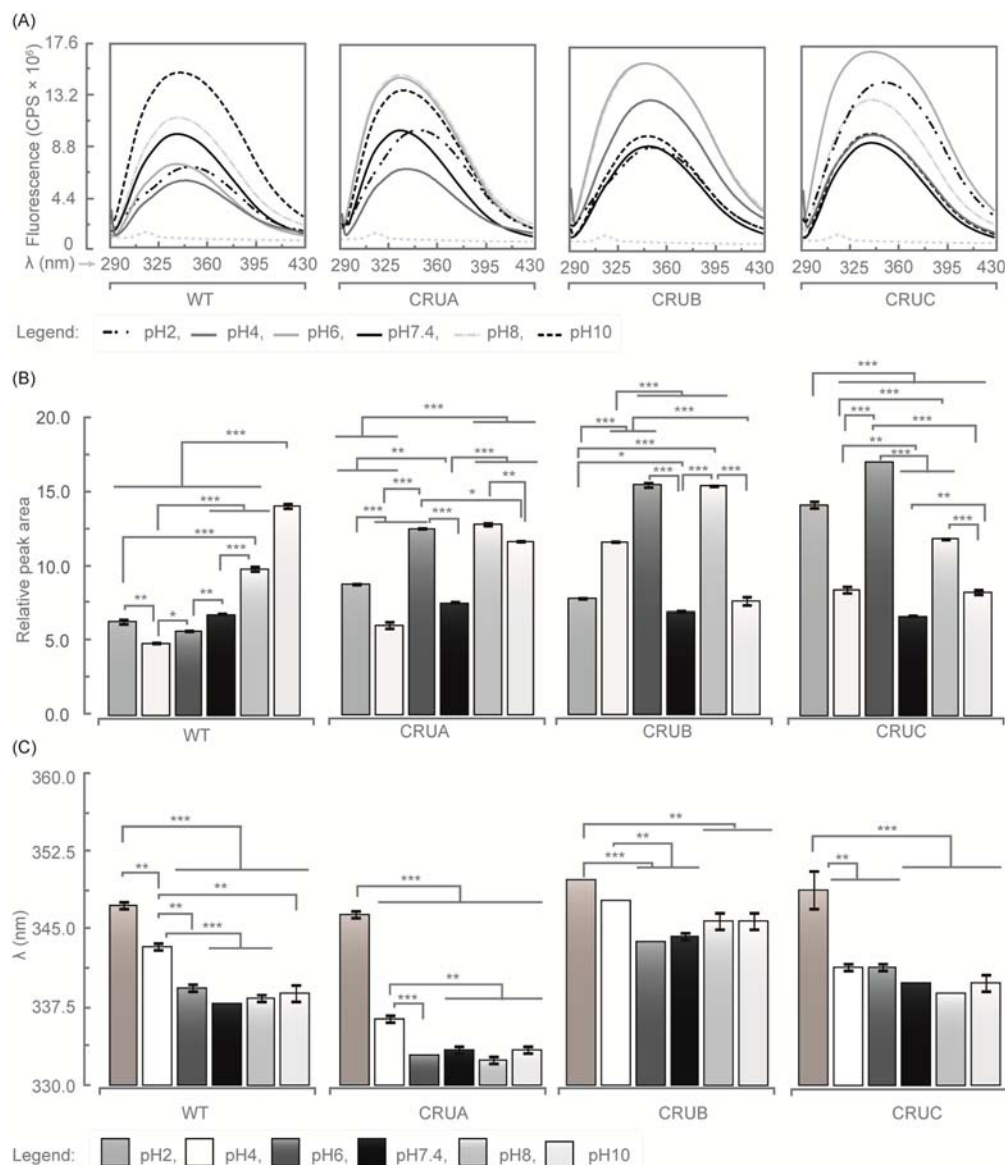 (A)
Fluorescence (CPS × 10⁶)
17.6
13.2
8.8
4.4
0
λ (nm)
290 325 360 395 430
290 325 360 395 430
290 325 360 395 430
290 325 360 395 430
WT CRUA CRUB CRUC
Legend: pH2, pH4, pH6, pH7.4, pH8, pH10
(B)
Relative peak area
20.0
15.0
10.0
5.0
0.0
***
***
***
***
** * **
***
** ***
*** * **
*** ***
***
*** ***
***
*
*** *** ***
***
***
*** ***
**
***
**
***
WT CRUA CRUB CRUC
(C)
λ (nm)
360.0
352.5
345.0
337.5
330.0
***
**
**
**
***
***
**
***
**
**
***
***
**
WT CRUA CRUB CRUC
Legend: pH2, pH4, pH6, pH7.4, pH8, pH10